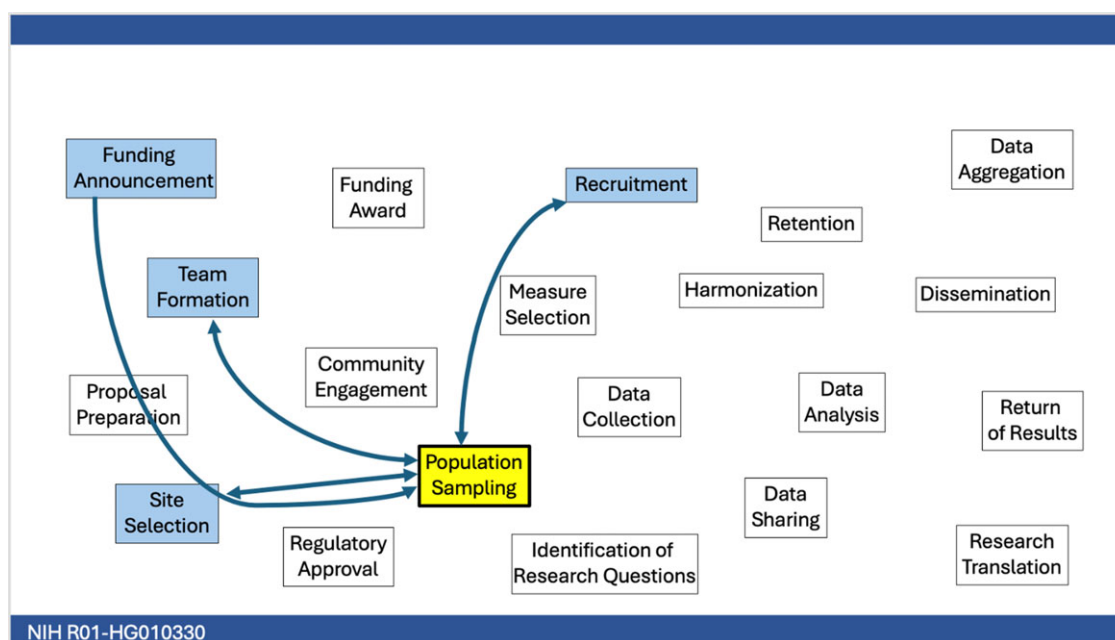 Funding
Announcement
Funding
Award
Recruitment
Data
Aggregation
Retention
Team
Formation
Measure
Selection
Harmonization
Dissemination
Community
Engagement
Proposal
Preparation
Data
Collection
Data
Analysis
Return
of Results
Population
Sampling
Site
Selection
Data
Sharing
Regulatory
Approval
Identification of
Research Questions
Research
Translation
NIH R01-HG010330